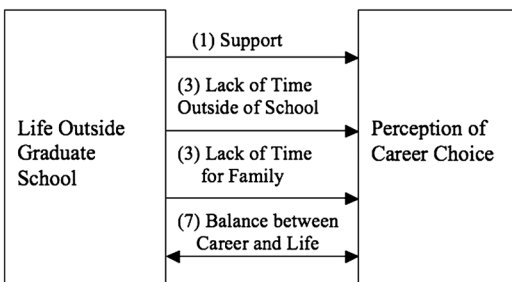 (1) Support
(3) Lack of Time
Outside of School
Life Outside
Graduate
School
Perception of
Career Choice
(3) Lack of Time
for Family
(7) Balance between
Career and Life